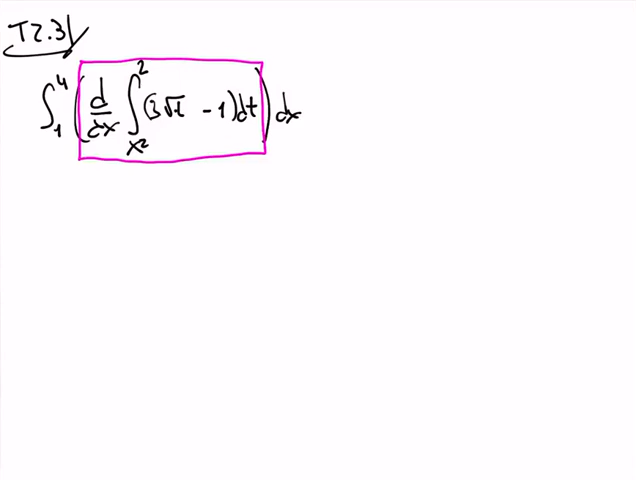 T2.3/
∫₁⁴ ( d/dx ∫_{x²}^{2} (3√t - 1) dt ) dx